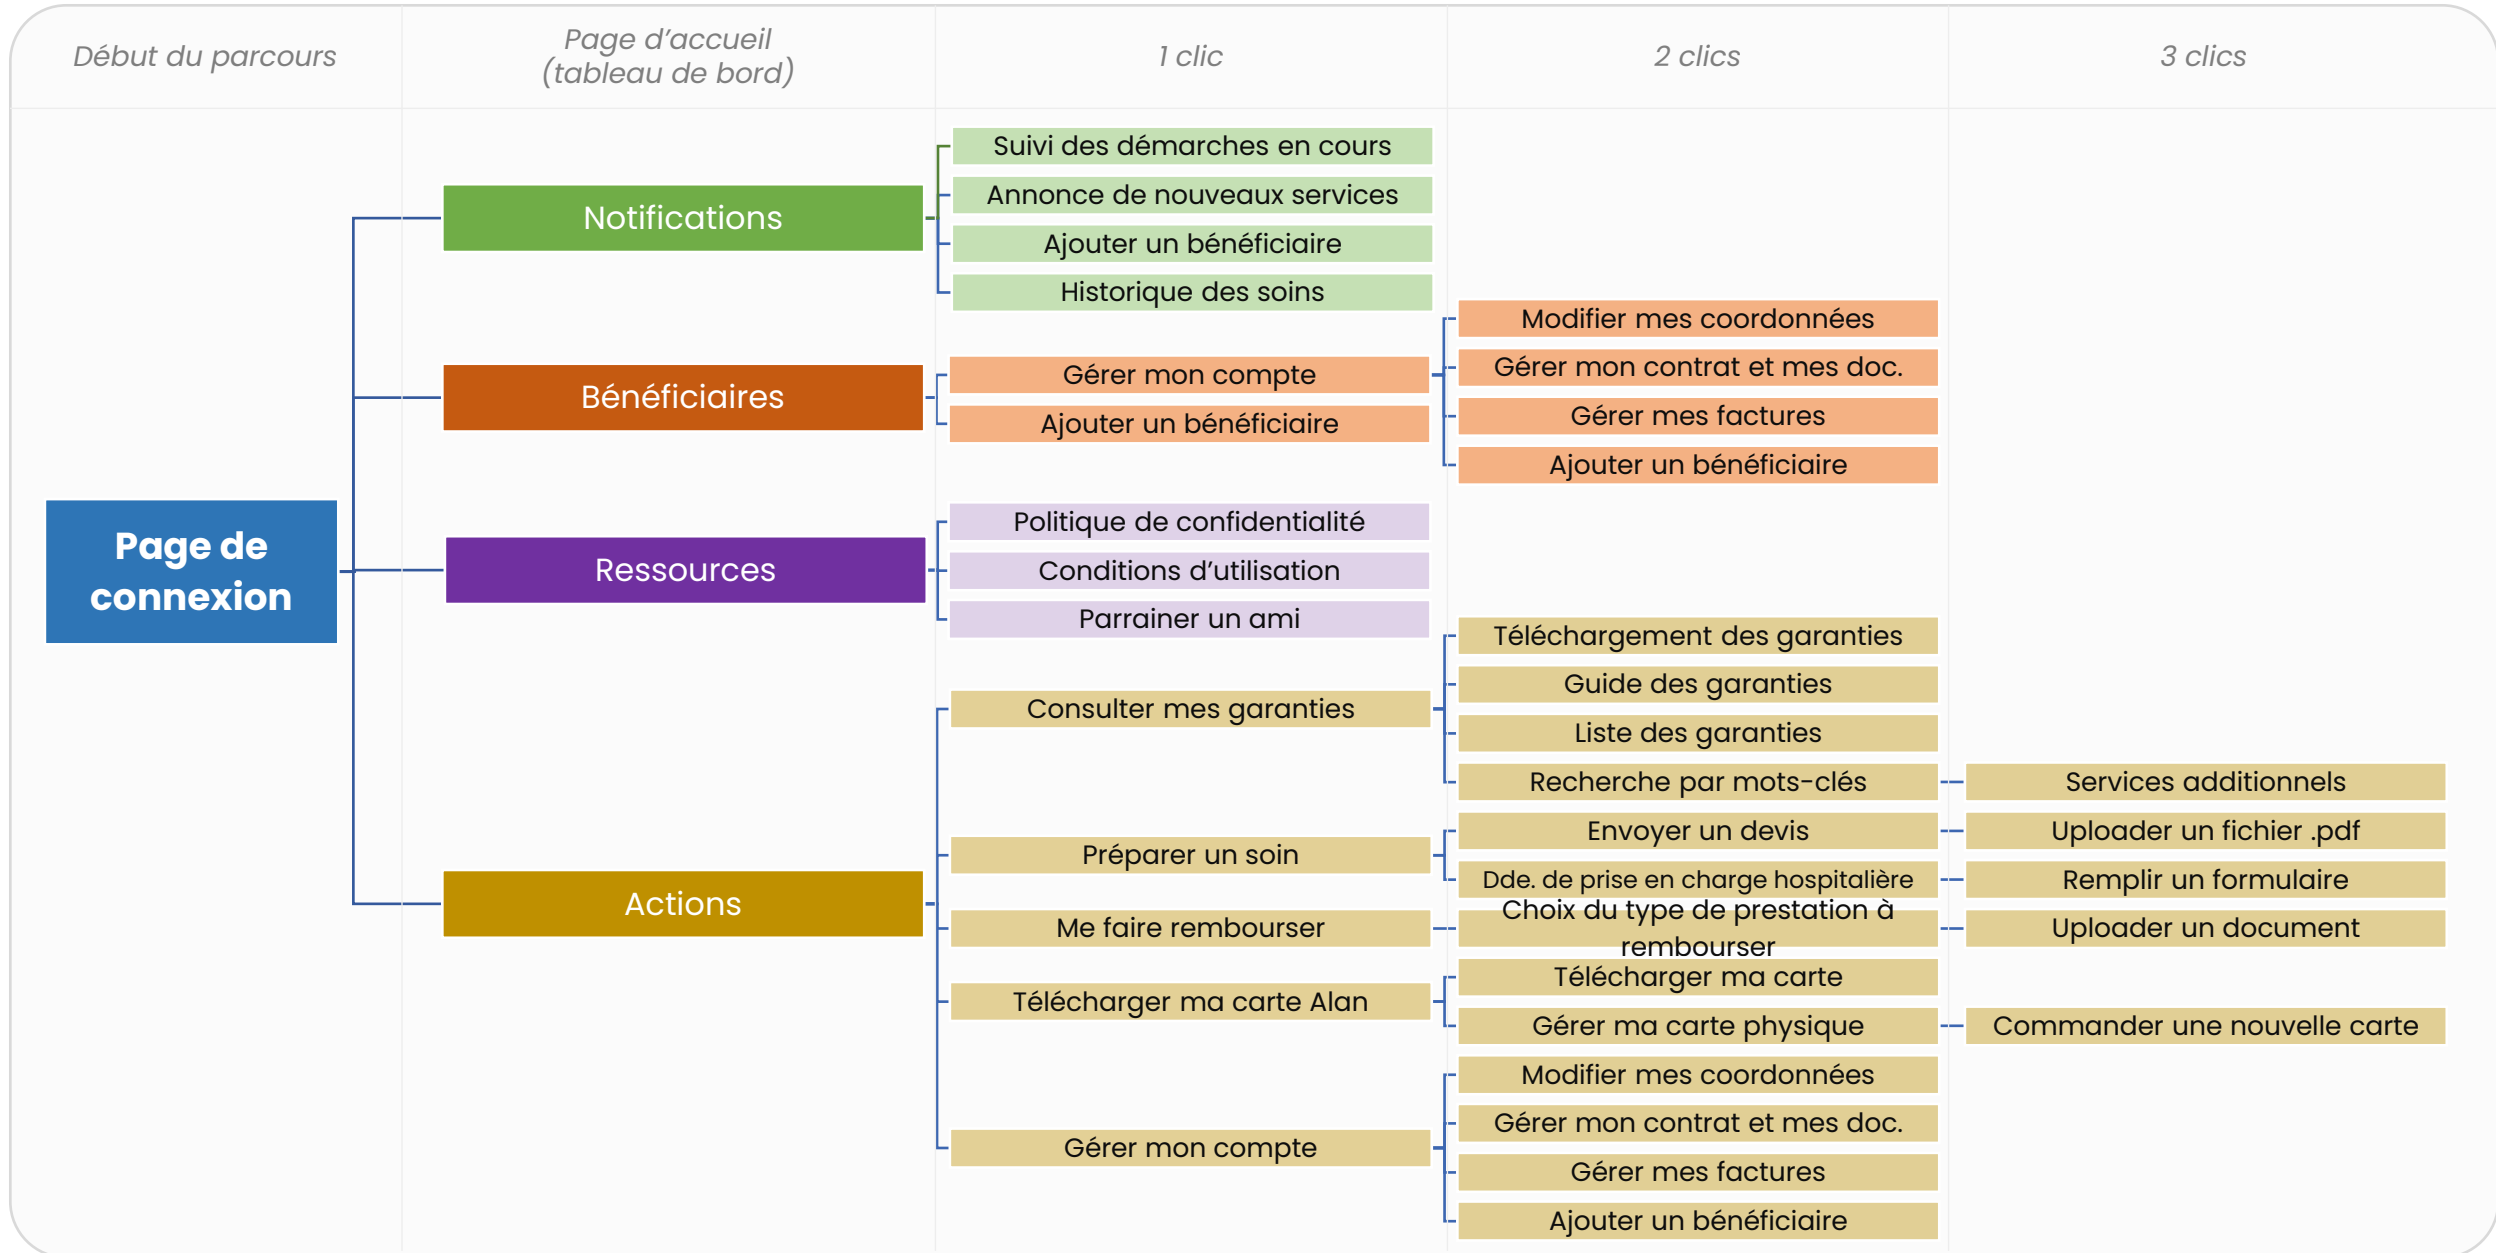 Début du parcours
Page d’accueil
(tableau de bord)
1 clic
2 clics
3 clics
Page de
connexion
Notifications
Suivi des démarches en cours
Annonce de nouveaux services
Ajouter un bénéficiaire
Historique des soins
Bénéficiaires
Gérer mon compte
Modifier mes coordonnées
Gérer mon contrat et mes doc.
Gérer mes factures
Ajouter un bénéficiaire
Ajouter un bénéficiaire
Ressources
Politique de confidentialité
Conditions d’utilisation
Parrainer un ami
Actions
Consulter mes garanties
Téléchargement des garanties
Guide des garanties
Liste des garanties
Recherche par mots-clés
Services additionnels
Préparer un soin
Envoyer un devis
Uploader un fichier .pdf
Dde. de prise en charge hospitalière
Remplir un formulaire
Me faire rembourser
Choix du type de prestation à
rembourser
Uploader un document
Télécharger ma carte Alan
Télécharger ma carte
Gérer ma carte physique
Commander une nouvelle carte
Gérer mon compte
Modifier mes coordonnées
Gérer mon contrat et mes doc.
Gérer mes factures
Ajouter un bénéficiaire